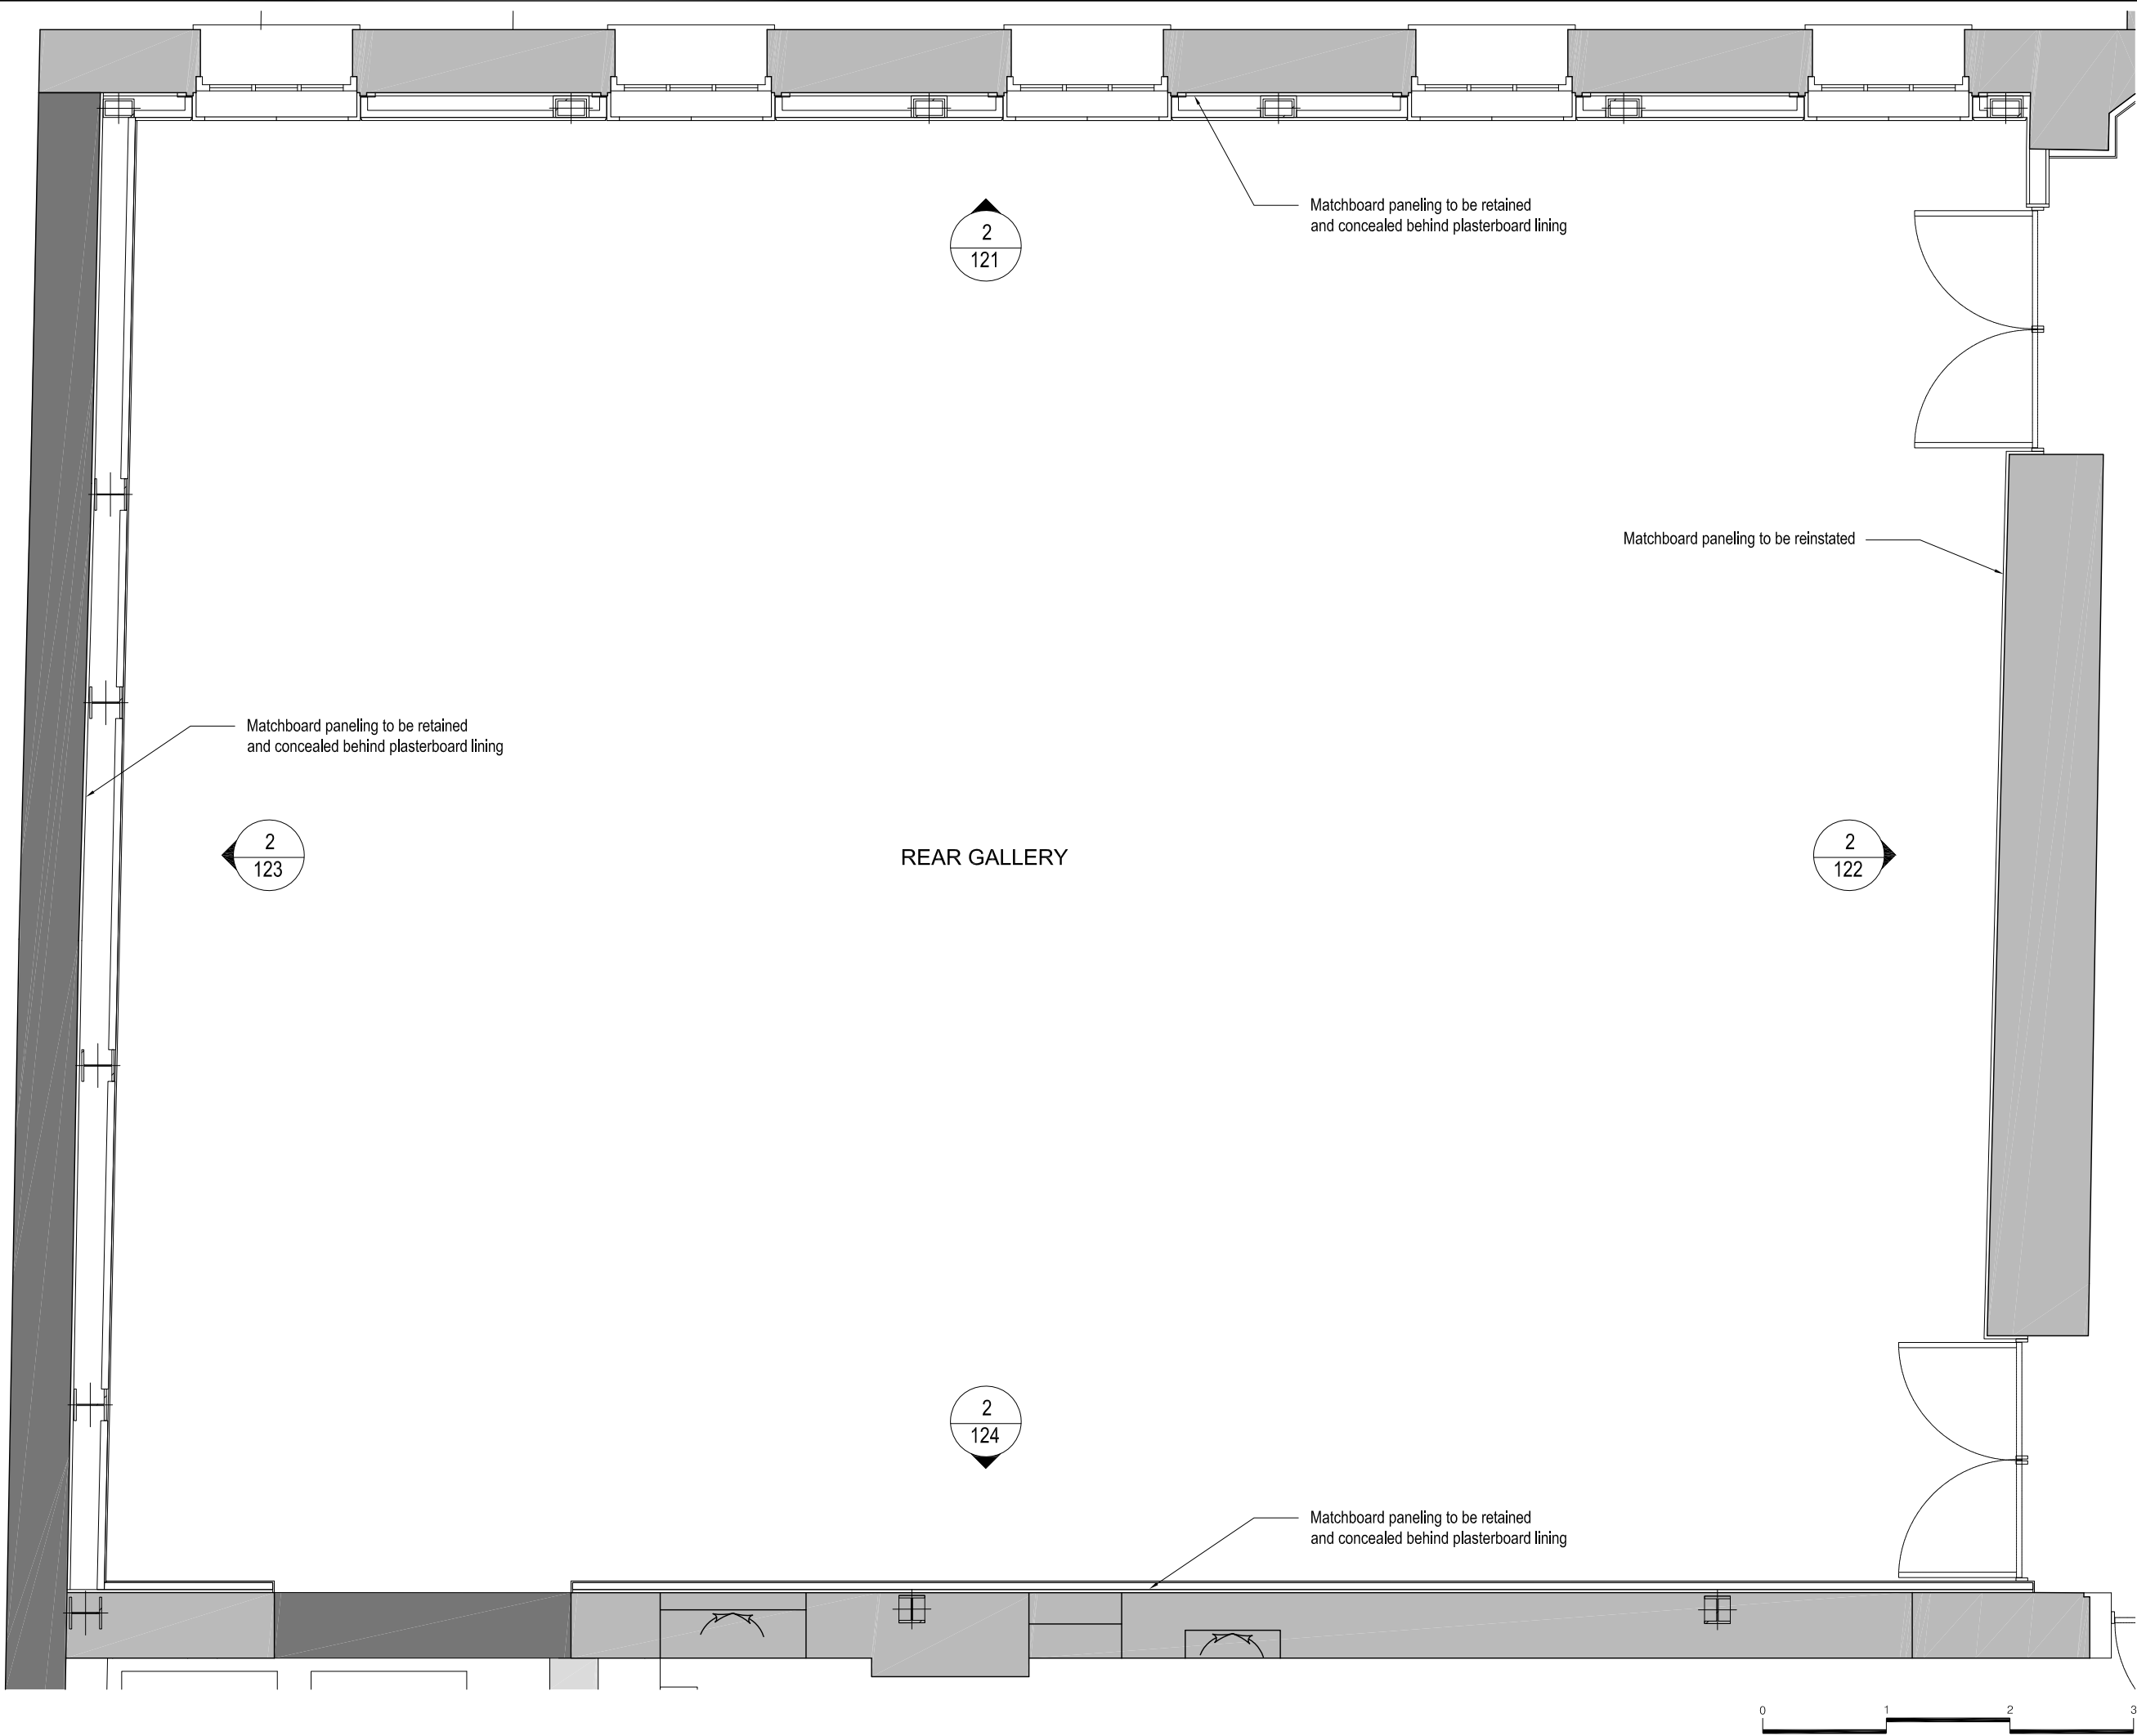 Matchboard paneling to be retained
and concealed behind plasterboard lining
2
121
Matchboard paneling to be reinstated
Matchboard paneling to be retained
and concealed behind plasterboard lining
2
123
REAR GALLERY
2
122
2
124
Matchboard paneling to be retained
and concealed behind plasterboard lining
0 1 2 3